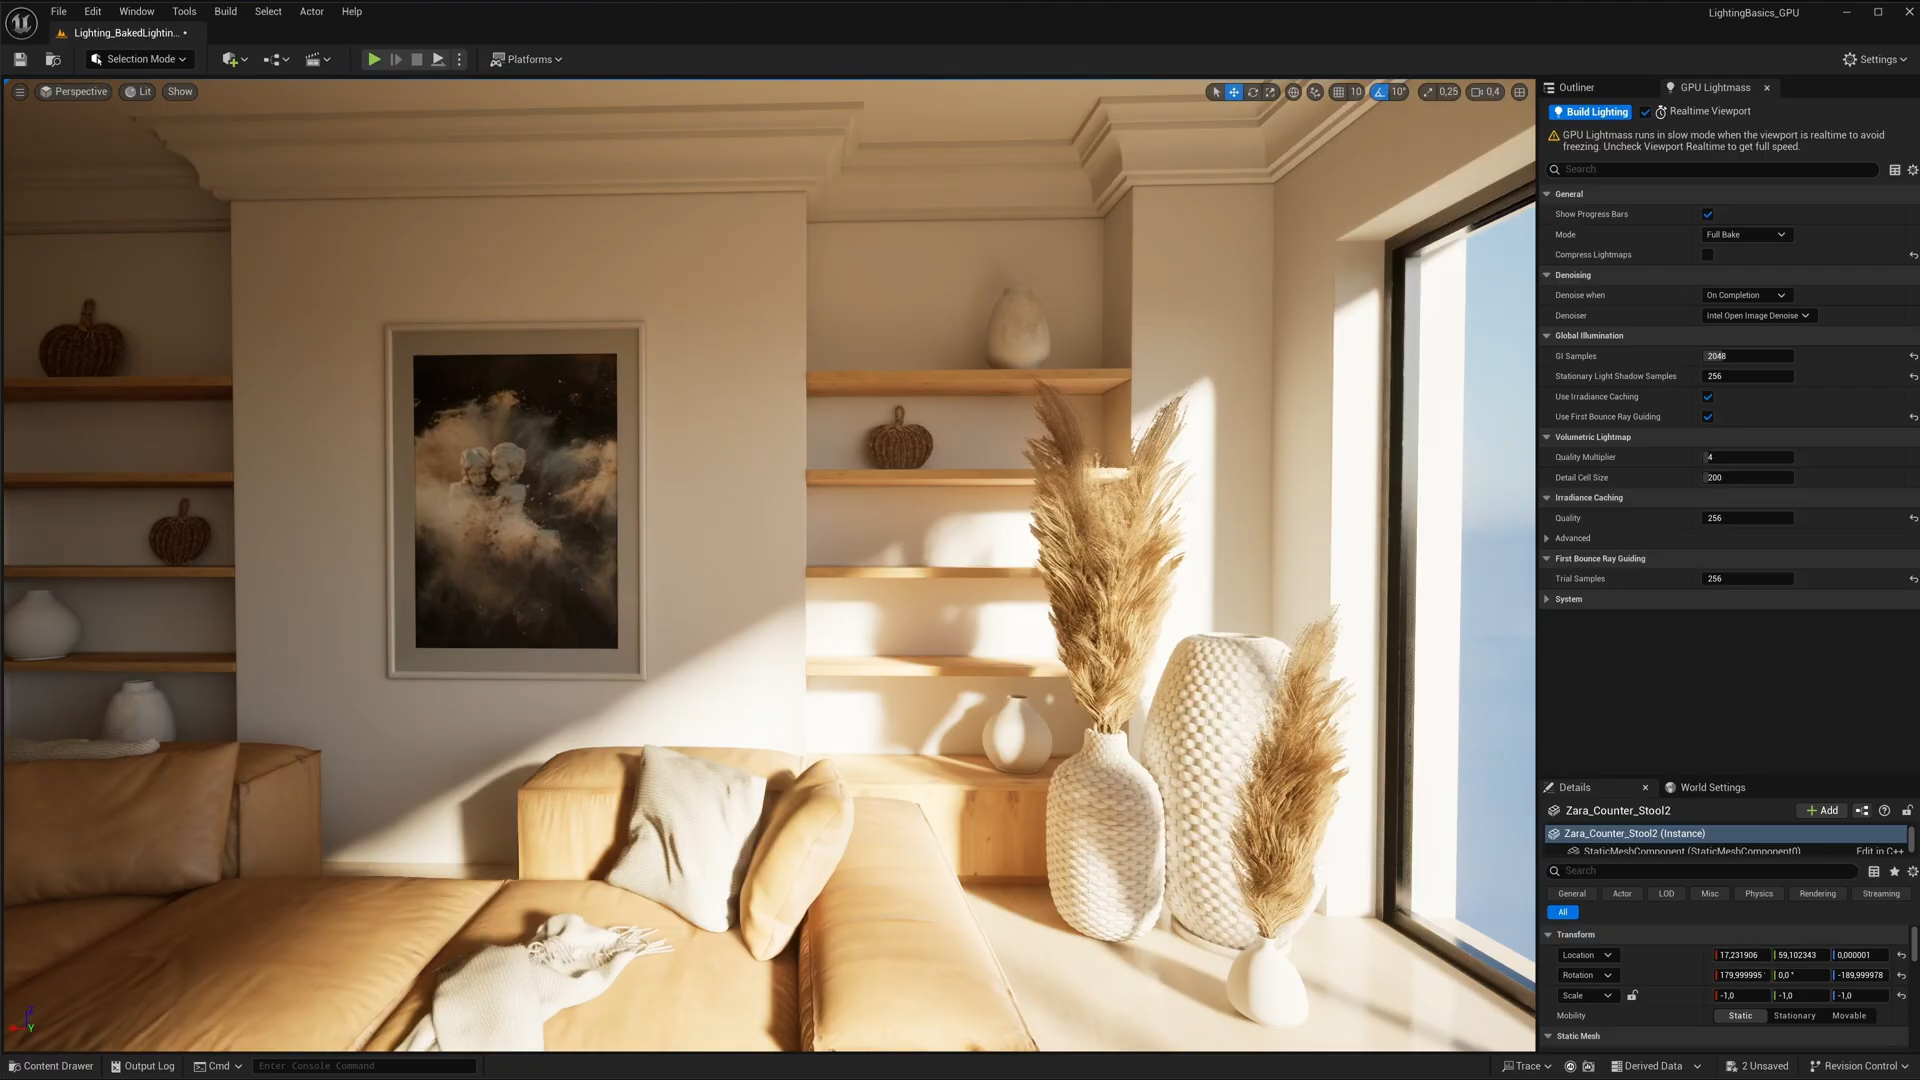 File Edit Window Tools Build Select Actor Help
LightingBasics_GPU
Lighting_BakedLightin... •
Selection Mode
Platforms
Settings
Perspective Lit Show
10 10° 0,25 0,4
Outliner GPU Lightmass
Build Lighting Realtime Viewport
GPU Lightmass runs in slow mode when the viewport is realtime to avoid
freezing. Uncheck Viewport Realtime to get full speed.
Search
General
Show Progress Bars
Mode Full Bake
Compress Lightmaps
Denoising
Denoise when On Completion
Denoiser Intel Open Image Denoise
Global Illumination
GI Samples 2048
Stationary Light Shadow Samples 256
Use Irradiance Caching
Use First Bounce Ray Guiding
Volumetric Lightmap
Quality Multiplier 4
Detail Cell Size 200
Irradiance Caching
Quality 256
Advanced
First Bounce Ray Guiding
Trial Samples 256
System
Details World Settings
Zara_Counter_Stool2 Add
Zara_Counter_Stool2 (Instance)
StaticMeshComponent (StaticMeshComponent0) Edit in C++
Search
General Actor LOD Misc Physics Rendering Streaming
All
Transform
Location 17,231906 59,102343 0,000001
Rotation 179,999995 0,0 ° -189,999978
Scale -1,0 -1,0 -1,0
Mobility Static Stationary Movable
Static Mesh
Z
Y
Content Drawer Output Log Cmd Enter Console Command Trace Derived Data 2 Unsaved Revision Control